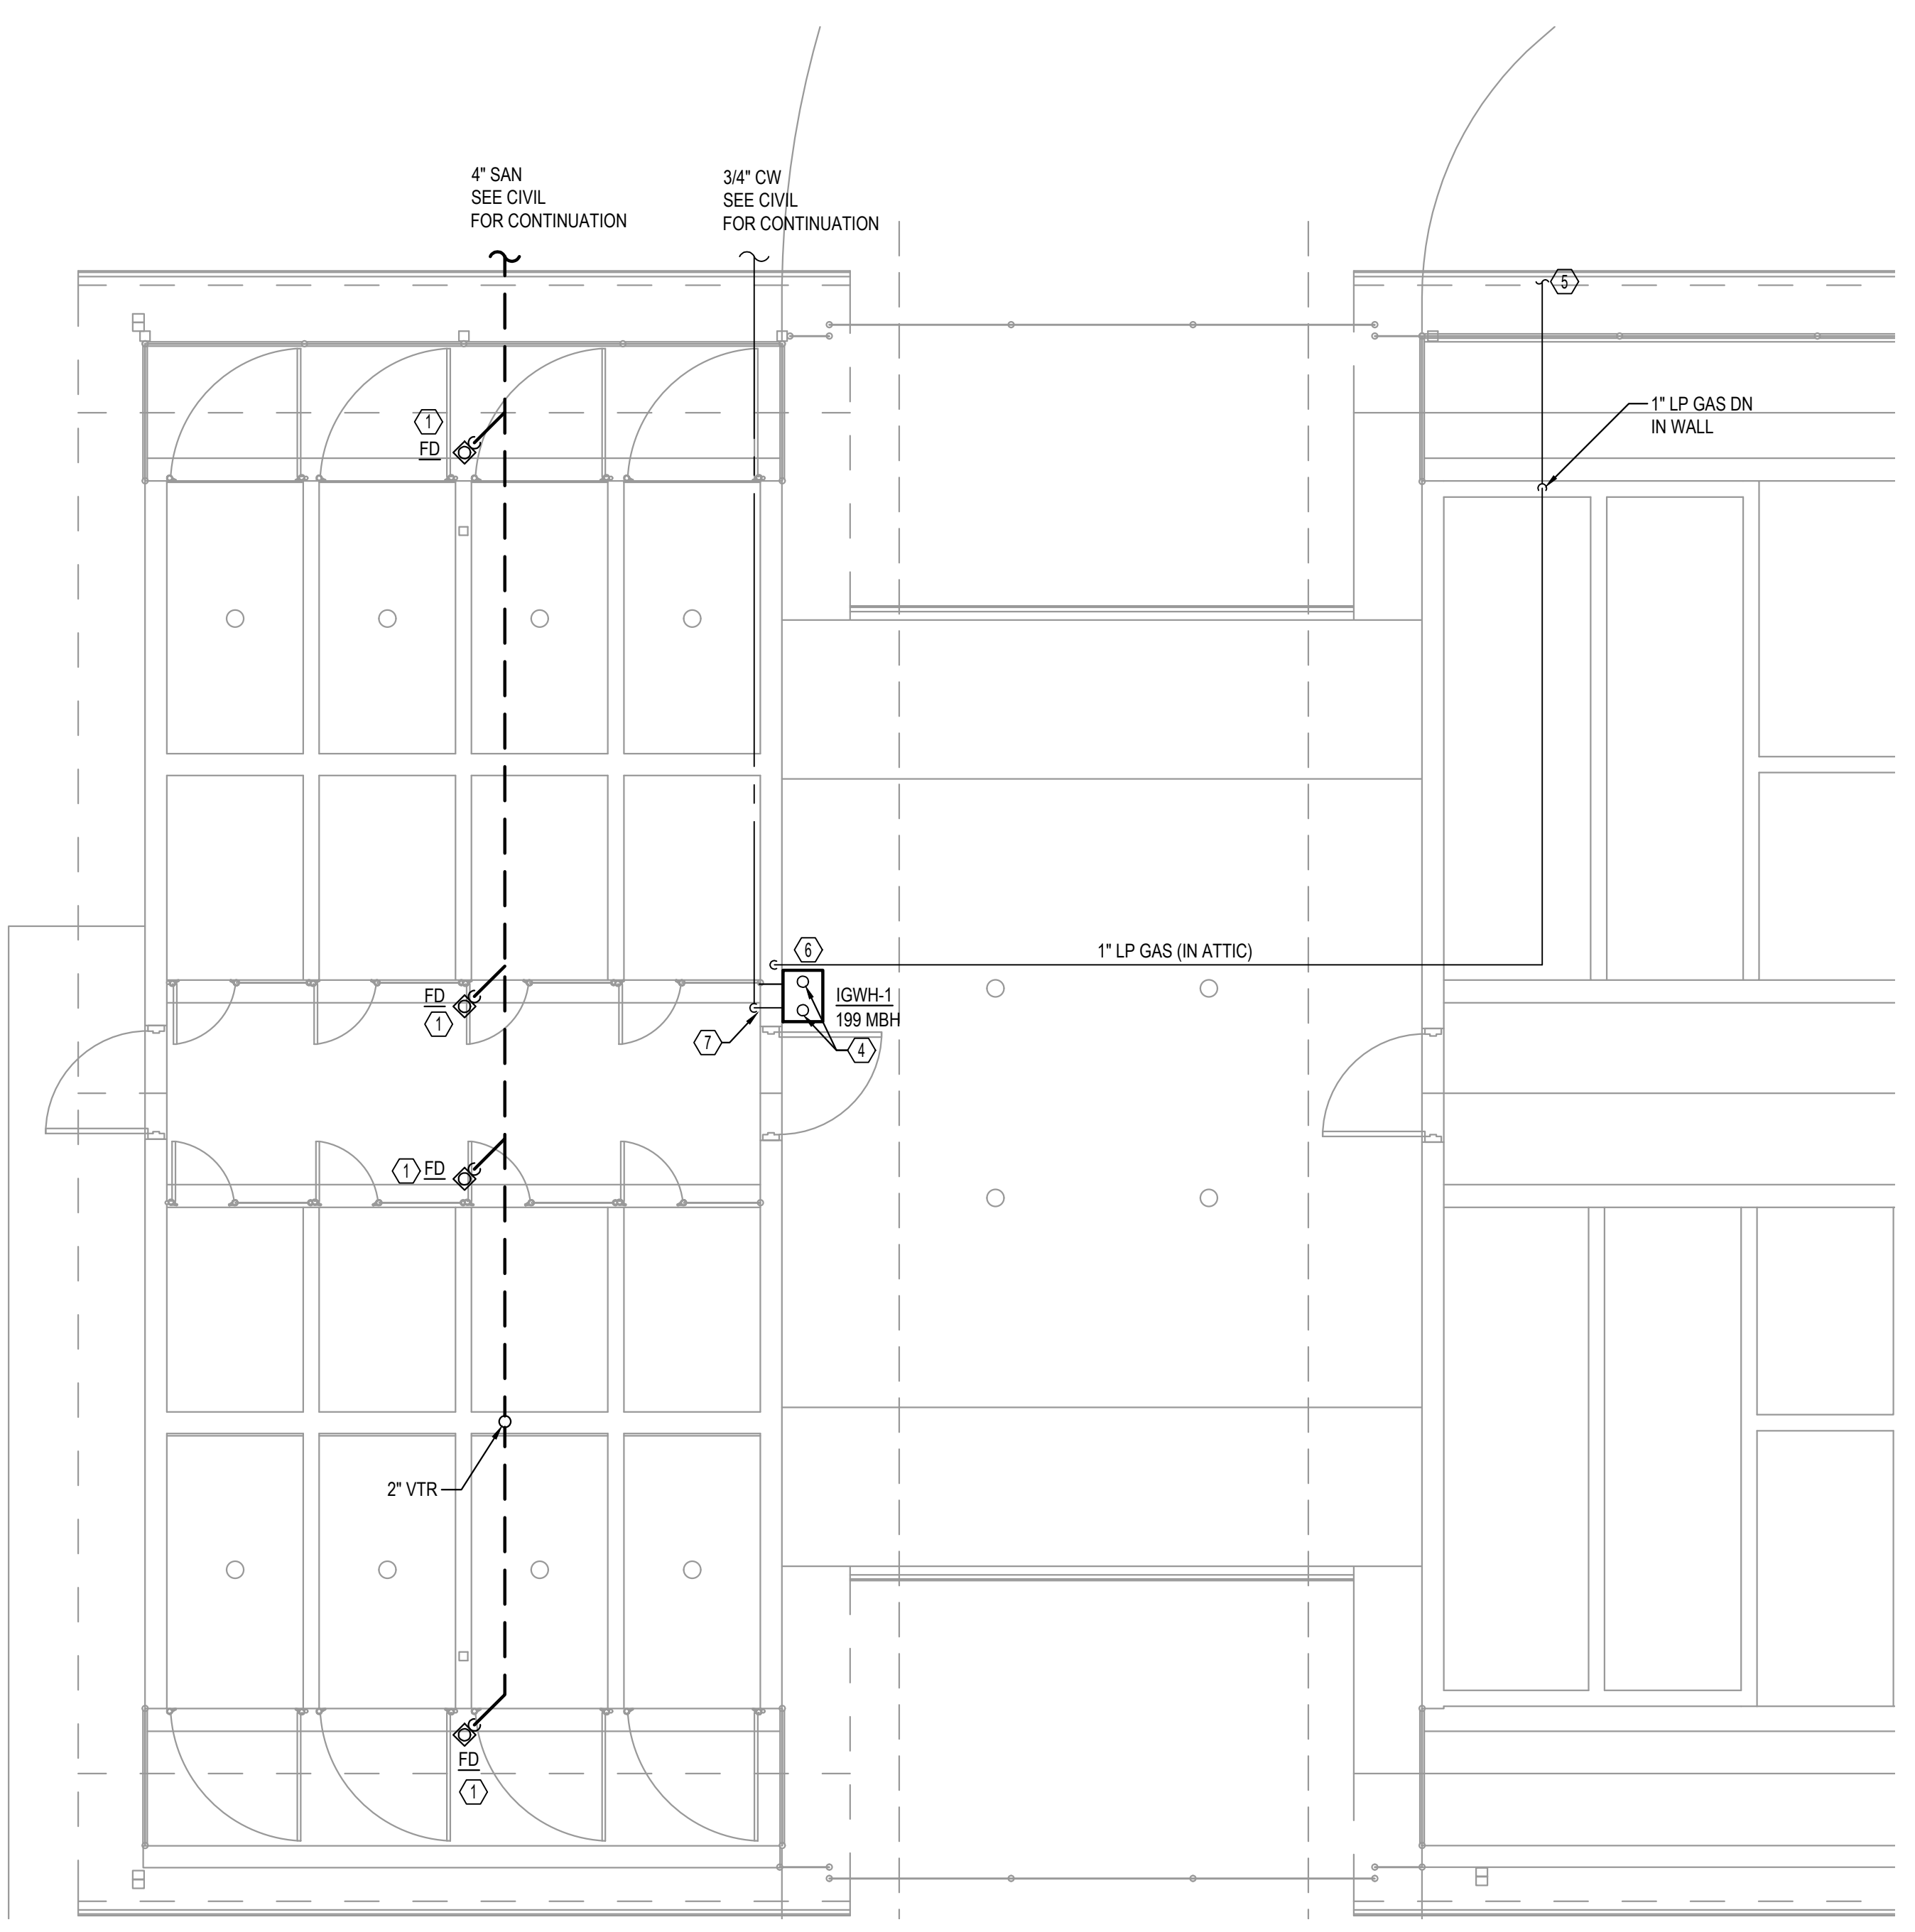 4" SAN
SEE CIVIL
FOR CONTINUATION
3/4" CW
SEE CIVIL
FOR CONTINUATION
5
1" LP GAS DN
IN WALL
1
FD
6
1" LP GAS (IN ATTIC)
FD
1
IGWH-1
199 MBH
7
4
1
FD
2" VTR
FD
1